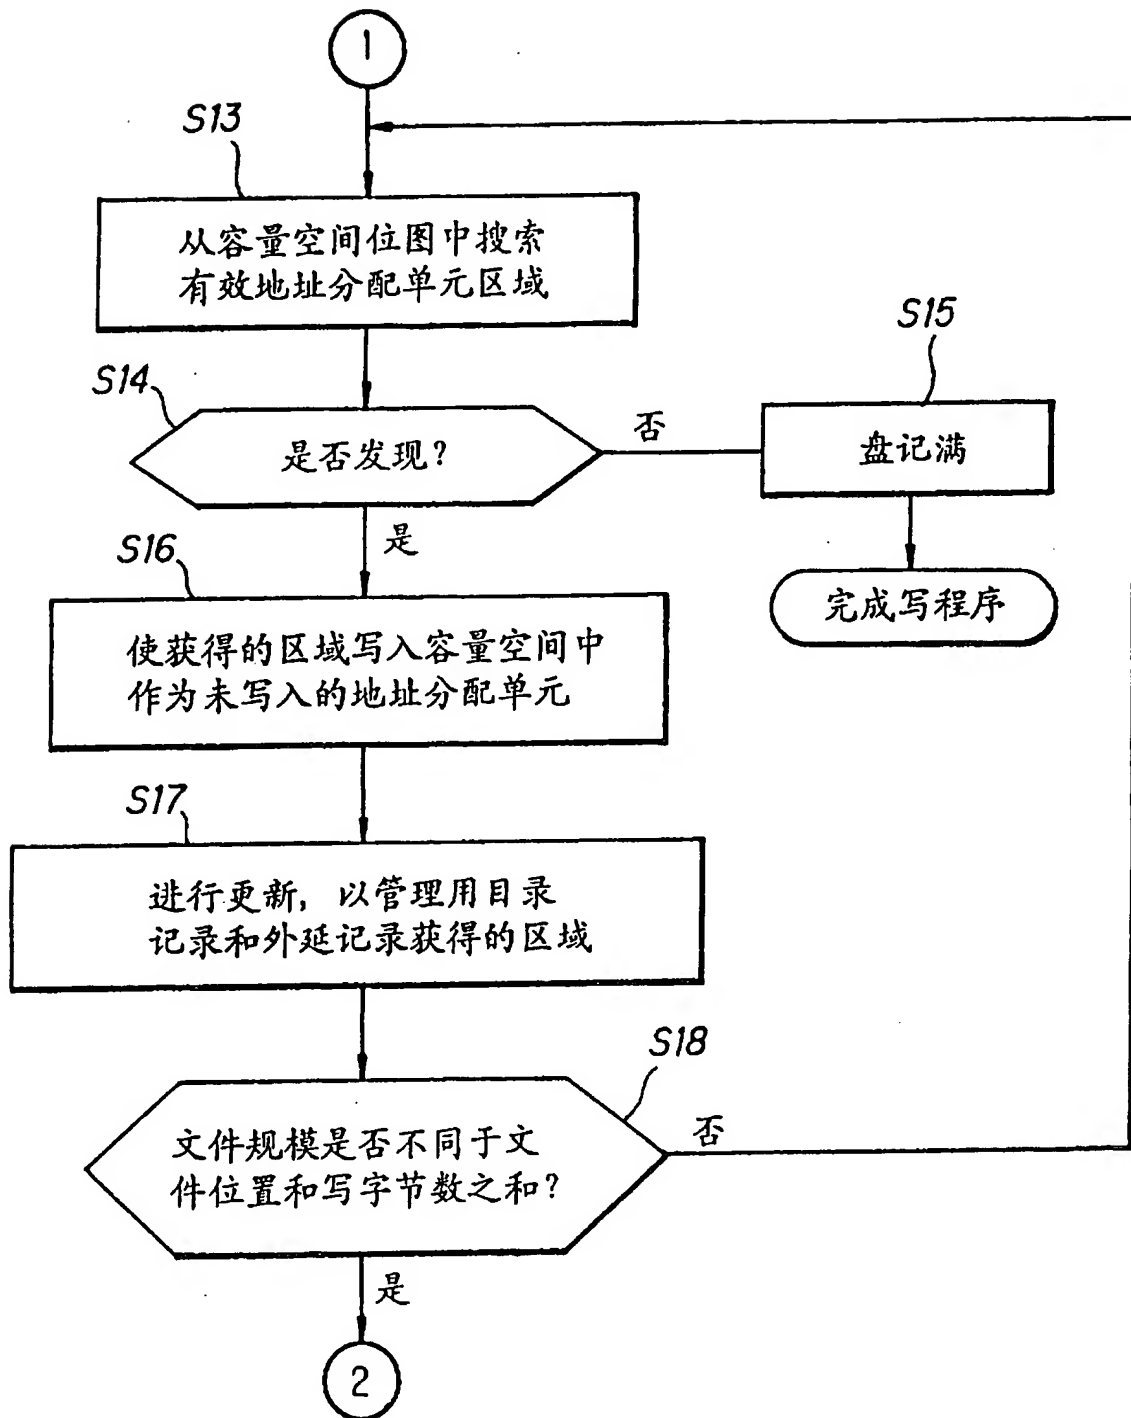 1
S13
从容量空间位图中搜索
有效地址分配单元区域
S14
是否发现?
否
S15
盘记满
完成写程序
是
S16
使获得的区域写入容量空间中
作为未写入的地址分配单元
S17
进行更新, 以管理用目录
记录和外延记录获得的区域
S18
文件规模是否不同于文
件位置和写字节数之和?
否
是
2